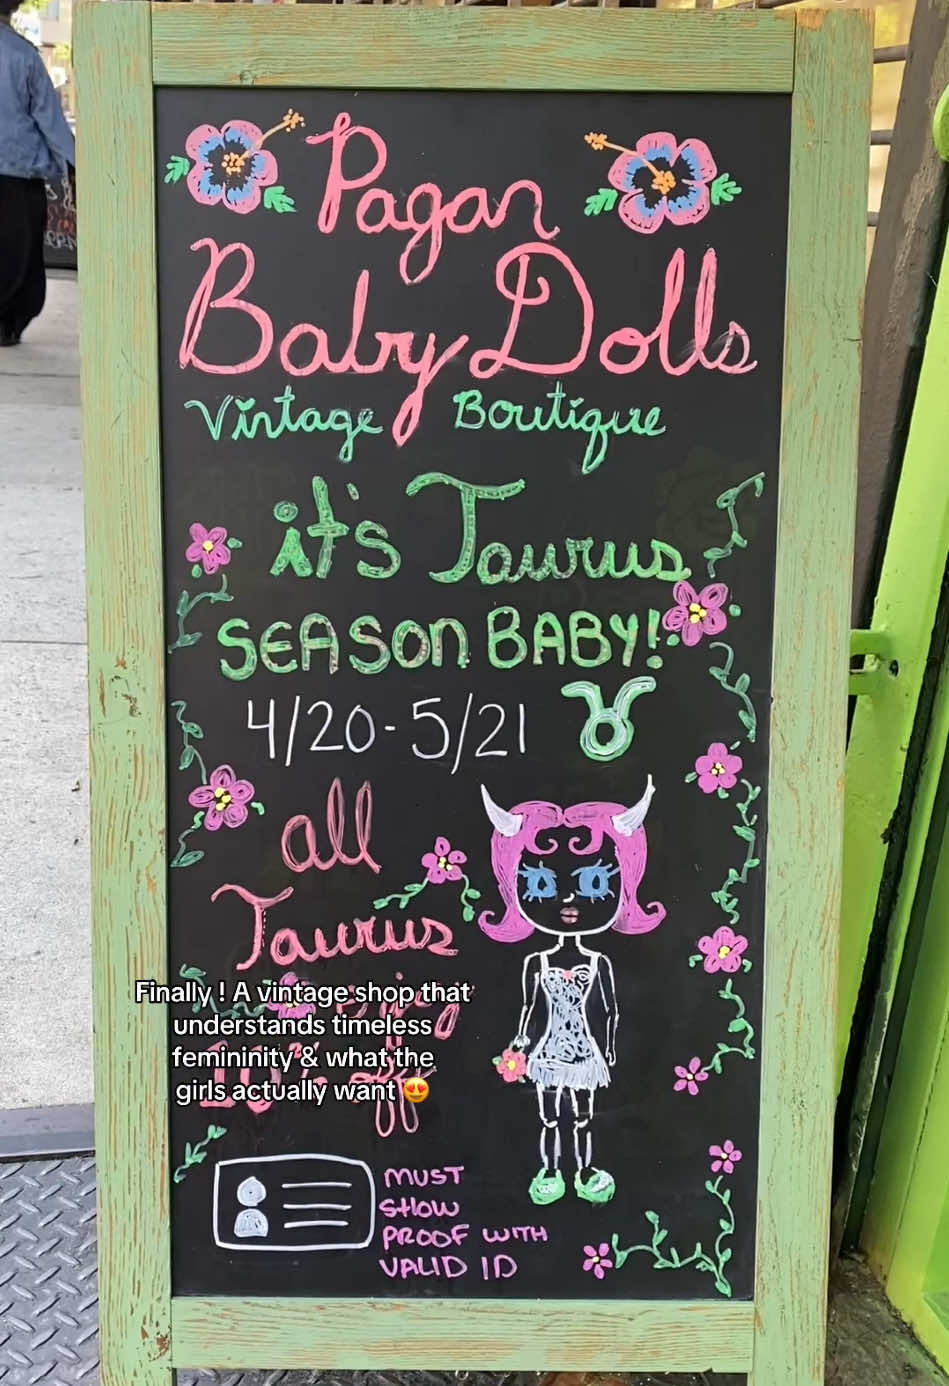 Pagan
Baby Dolls
Vintage Boutique
it's Taurus
SEASON BABY!
4/20-5/21 ♉
all
Taurus
Finally ! A vintage shop that
understands timeless
femininity & what the
girls actually want 😍
off
MUST
SHOW
PROOF WITH
VALID ID